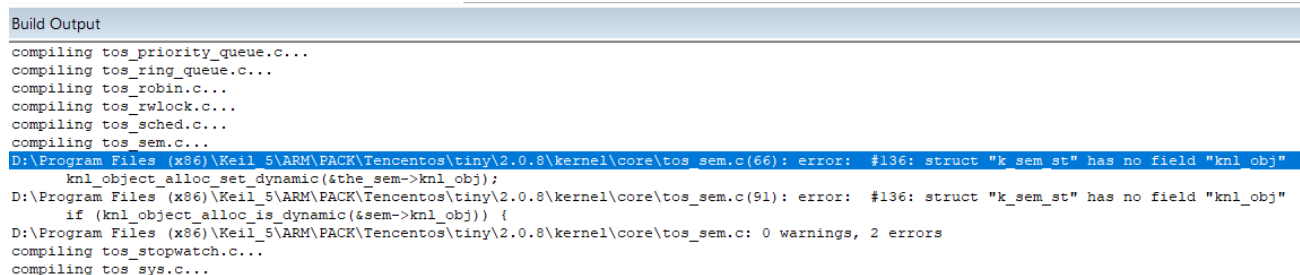 Build Output
compiling tos_priority_queue.c...
compiling tos_ring_queue.c...
compiling tos_robin.c...
compiling tos_rwlock.c...
compiling tos_sched.c...
compiling tos_sem.c...
D:\Program Files (x86)\Keil_5\ARM\PACK\Tencentos\tiny\2.0.8\kernel\core\tos_sem.c(66): error:  #136: struct "k_sem_st" has no field "knl_obj"
knl_object_alloc_set_dynamic(&the_sem->knl_obj);
D:\Program Files (x86)\Keil_5\ARM\PACK\Tencentos\tiny\2.0.8\kernel\core\tos_sem.c(91): error:  #136: struct "k_sem_st" has no field "knl_obj"
if (knl_object_alloc_is_dynamic(&sem->knl_obj)) {
D:\Program Files (x86)\Keil_5\ARM\PACK\Tencentos\tiny\2.0.8\kernel\core\tos_sem.c: 0 warnings, 2 errors
compiling tos_stopwatch.c...
compiling tos_sys.c...